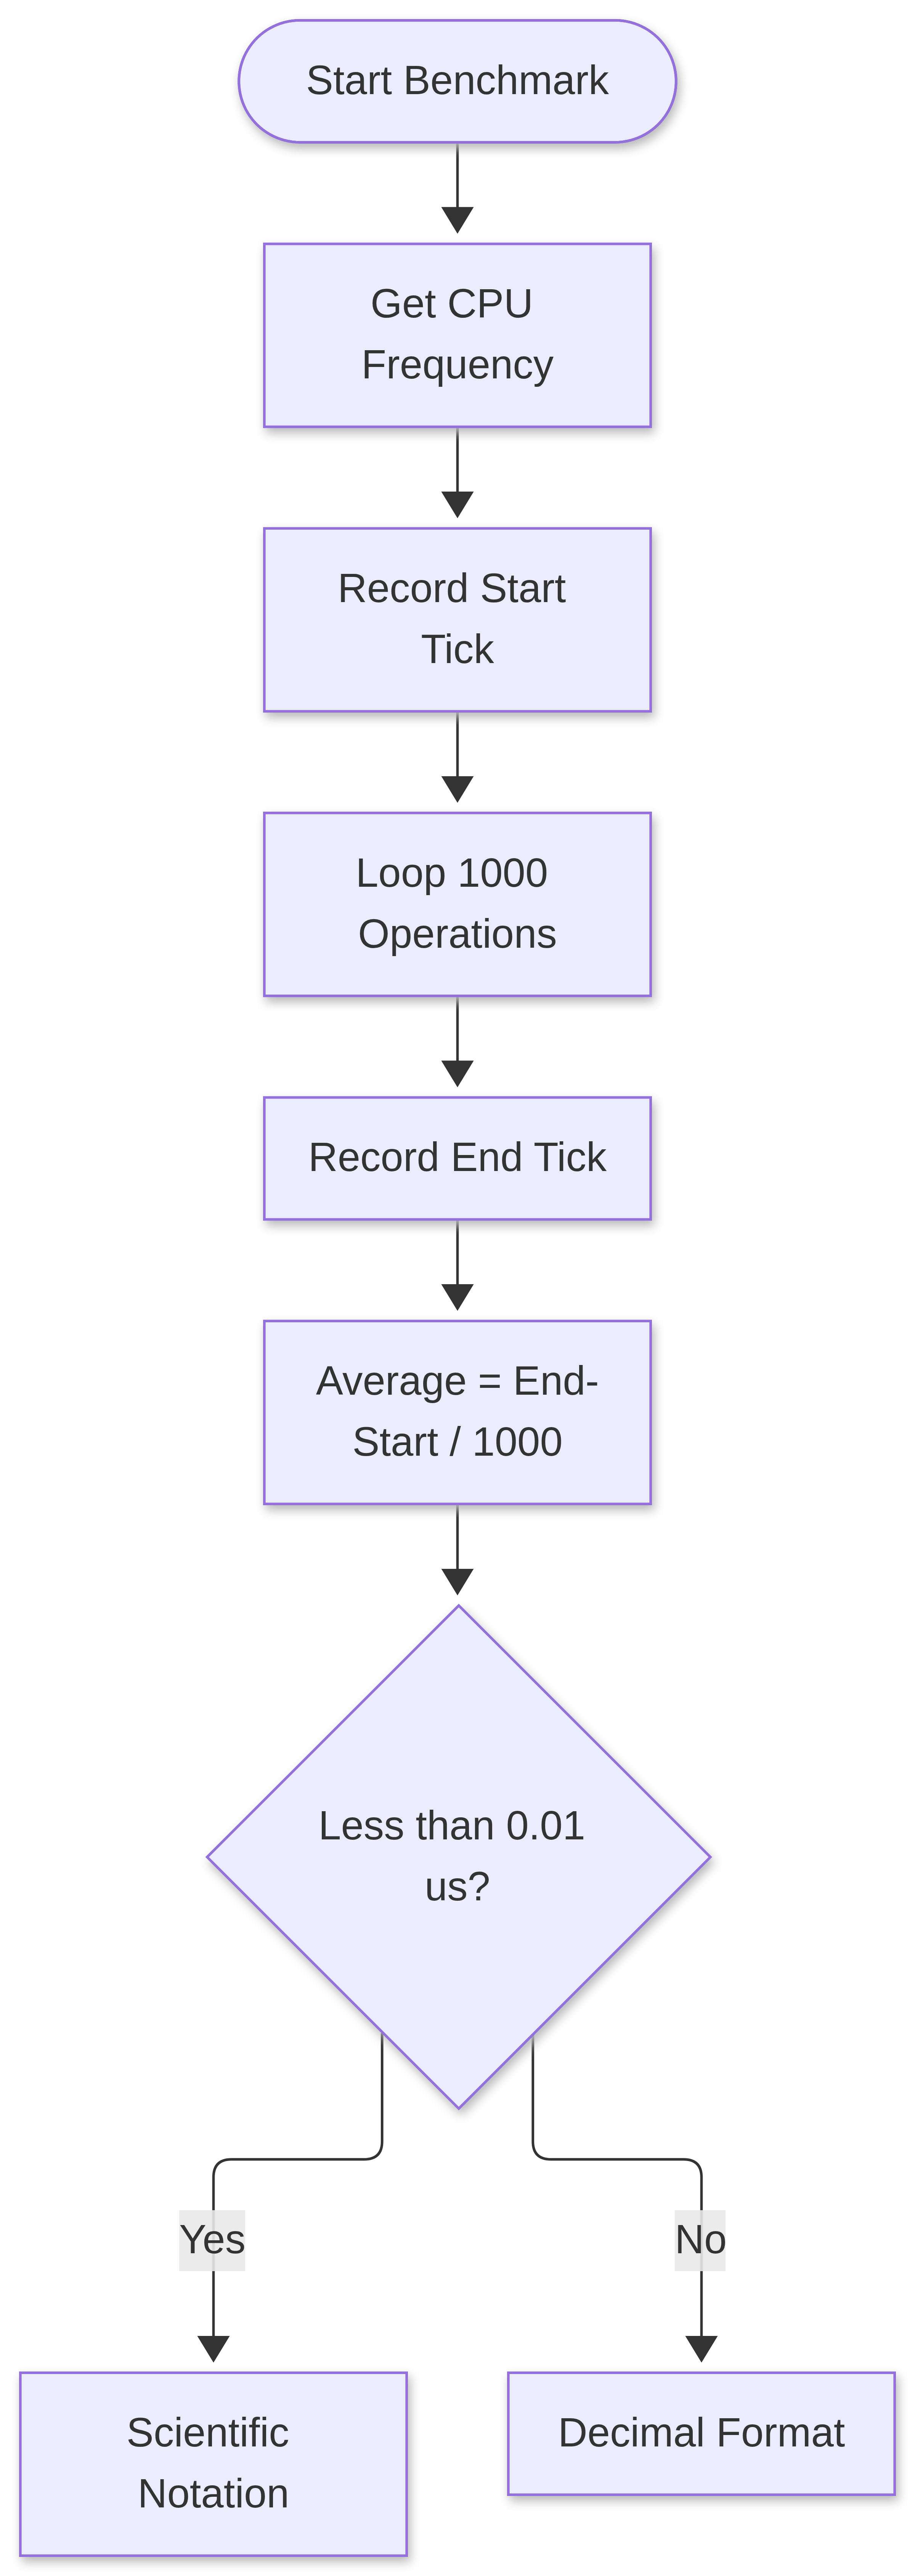 Start Benchmark
Get CPU
Frequency
Record Start
Tick
Loop 1000
Operations
Record End Tick
Average = End-
Start / 1000
Less than 0.01
us?
Yes
No
Scientific
Notation
Decimal Format